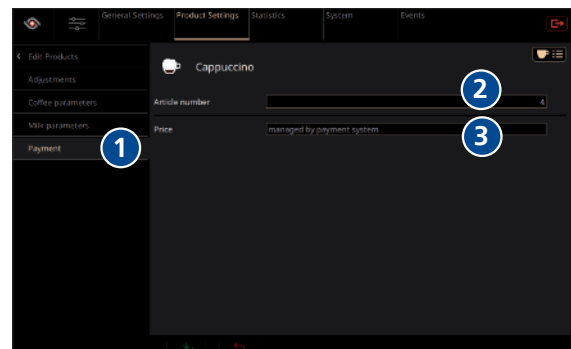 General Settings
Product Settings
Statistics
System
Events
Edit Products
Adjustments
Coffee parameters
Milk parameters
Payment
1
Cappuccino
Article number
4
2
Price
managed by payment system
3